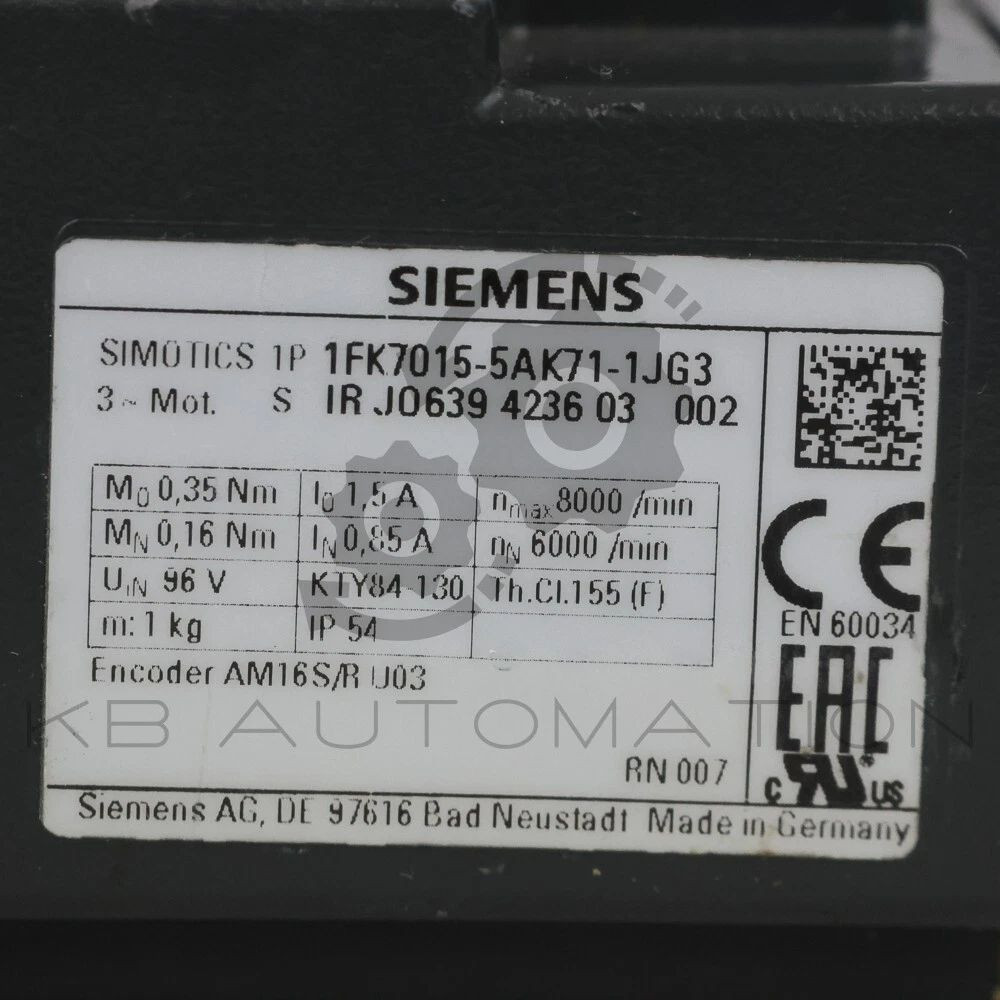 SIEMENS
SIMOTICS 1P 1FK7015-5AK71-1JG3
3~Mot. S IR J0639 4236 03 002
M0 0,35 Nm I0 1,5 A nmax 8000 /min
MN 0,16 Nm IN 0,85 A nN 6000 /min
UIN 96 V KTY84-130 Th.Cl.155 (F)
m: 1 kg IP 54
Encoder AM16S/R U03
CE
EN 60034
EAC
RN 007
c RU ® US
Siemens AG, DE 97616 Bad Neustadt Made in Germany
KB AUTOMATION